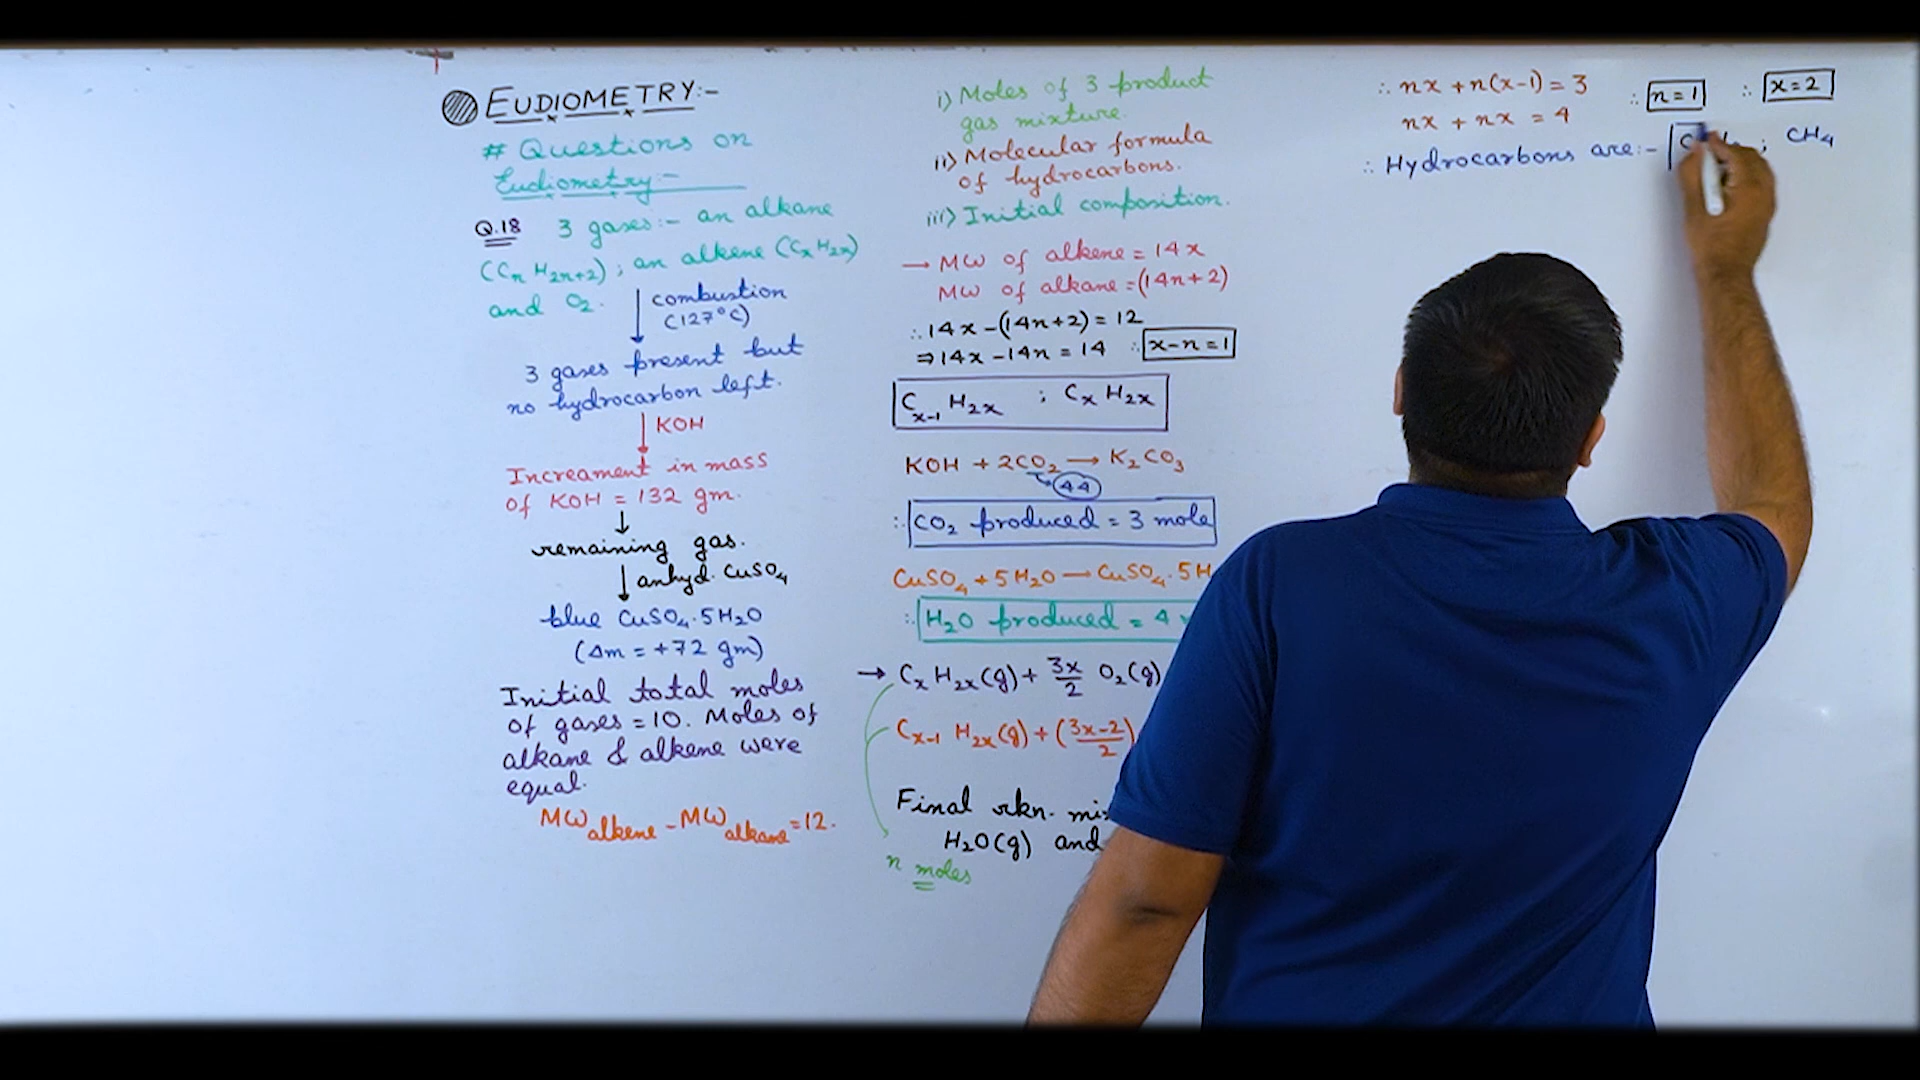 EUDIOMETRY:-
# Questions on
Eudiometry:-
Q.18 3 gases:- an alkane
(CₙH₂ₙ₊₂); an alkene (CₓH₂ₓ)
and O₂.
combustion
(127°C)
3 gases present but
no hydrocarbon left.
KOH
Increament in mass
of KOH = 132 gm.
remaining gas.
anhyd. CuSO₄
blue CuSO₄.5H₂O
(Δm = +72 gm)
Initial total moles
of gases = 10. Moles of
alkane & alkene were
equal.
MW alkene - MW alkane = 12.
i) Moles of 3 product
gas mixture.
ii) Molecular formula
of hydrocarbons.
iii) Initial composition.
→ MW of alkene = 14x
MW of alkane = (14n+2)
∴ 14x - (14n+2) = 12
⇒ 14x - 14n = 14 ∴ x-n=1
Cₓ₋₁H₂ₓ ; CₓH₂ₓ
KOH + 2CO₂ → K₂CO₃
44
∴ CO₂ produced = 3 mole
CuSO₄ + 5H₂O → CuSO₄.5H
∴ H₂O produced = 4
→ CₓH₂ₓ(g) + 3x/2 O₂(g)
Cₓ₋₁H₂ₓ(g) + (3x-2/2)
Final rkn.
H₂O(g) and
n moles
∴ nx + n(x-1) = 3 ∴ n=1 ∴ x=2
nx + nx = 4
∴ Hydrocarbons are:- ; CH₄